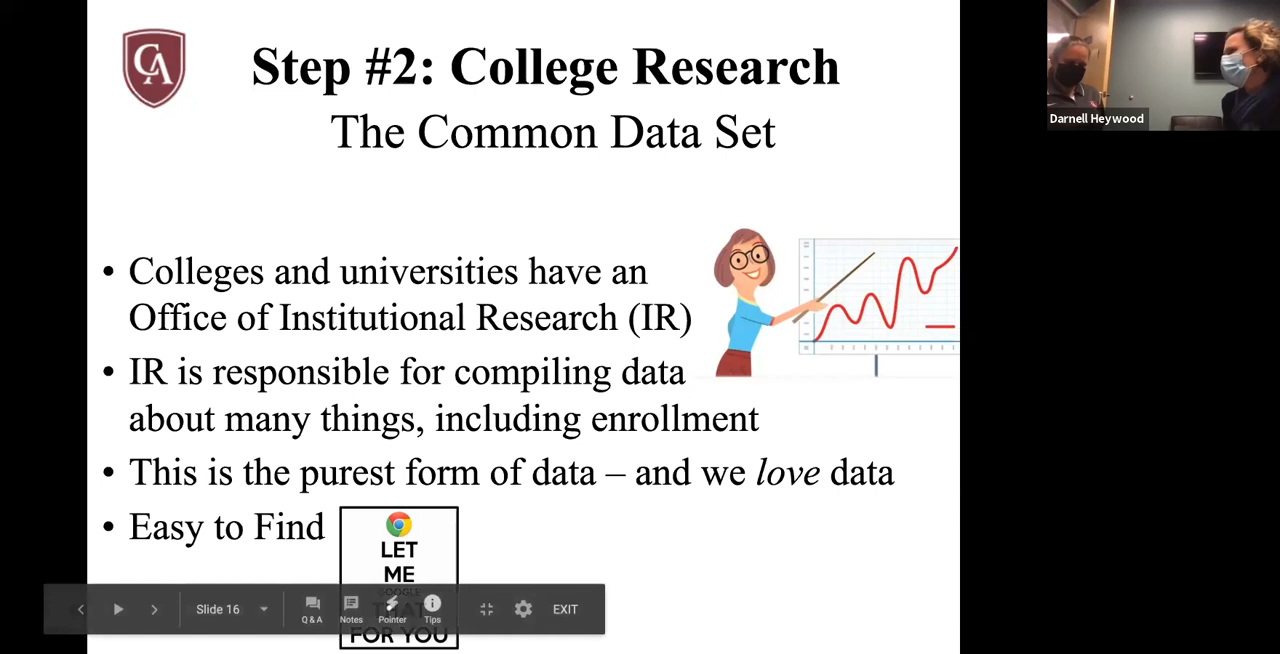 CA
Step #2: College Research
The Common Data Set
Darnell Heywood
• Colleges and universities have an
Office of Institutional Research (IR)
• IR is responsible for compiling data
about many things, including enrollment
• This is the purest form of data – and we love data
• Easy to Find
LET
ME
GOOGLE
THAT
FOR YOU
Slide 16
Q & A
Notes
Pointer
Tips
EXIT